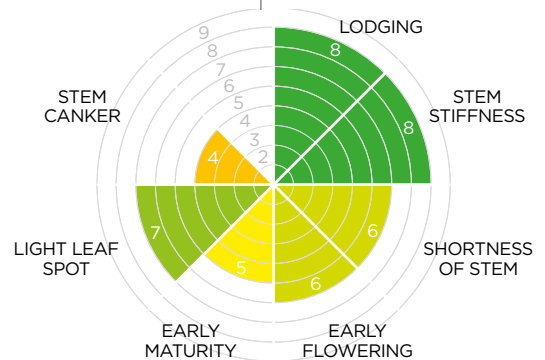 LODGING
9
8
7
6
5
4
3
2
8
STEM
CANKER
STEM
STIFFNESS
8
4
LIGHT LEAF
SPOT
7
6
SHORTNESS
OF STEM
5
6
EARLY
MATURITY
EARLY
FLOWERING